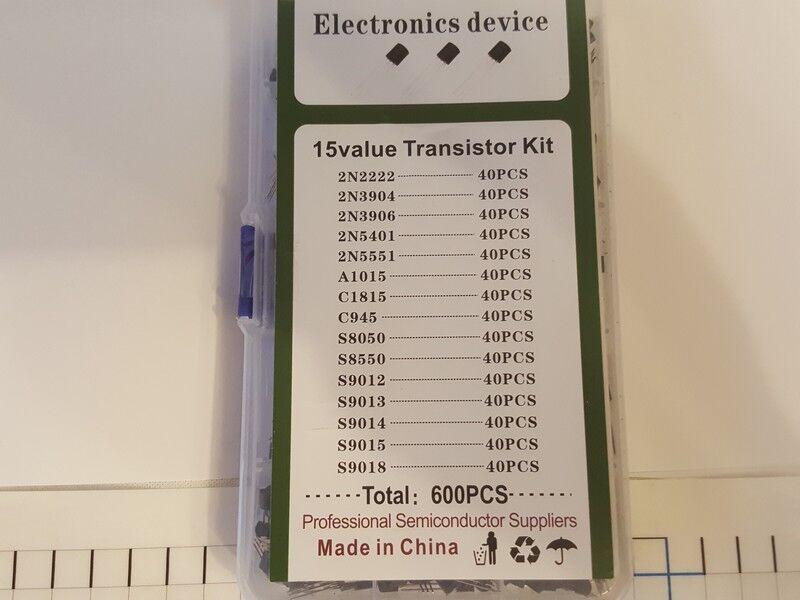 Electronics device
15value Transistor Kit
2N2222 40PCS
2N3904 40PCS
2N3906 40PCS
2N5401 40PCS
2N5551 40PCS
A1015 40PCS
C1815 40PCS
C945 40PCS
S8050 40PCS
S8550 40PCS
S9012 40PCS
S9013 40PCS
S9014 40PCS
S9015 40PCS
S9018 40PCS
Total: 600PCS
Professional Semiconductor Suppliers
Made in China